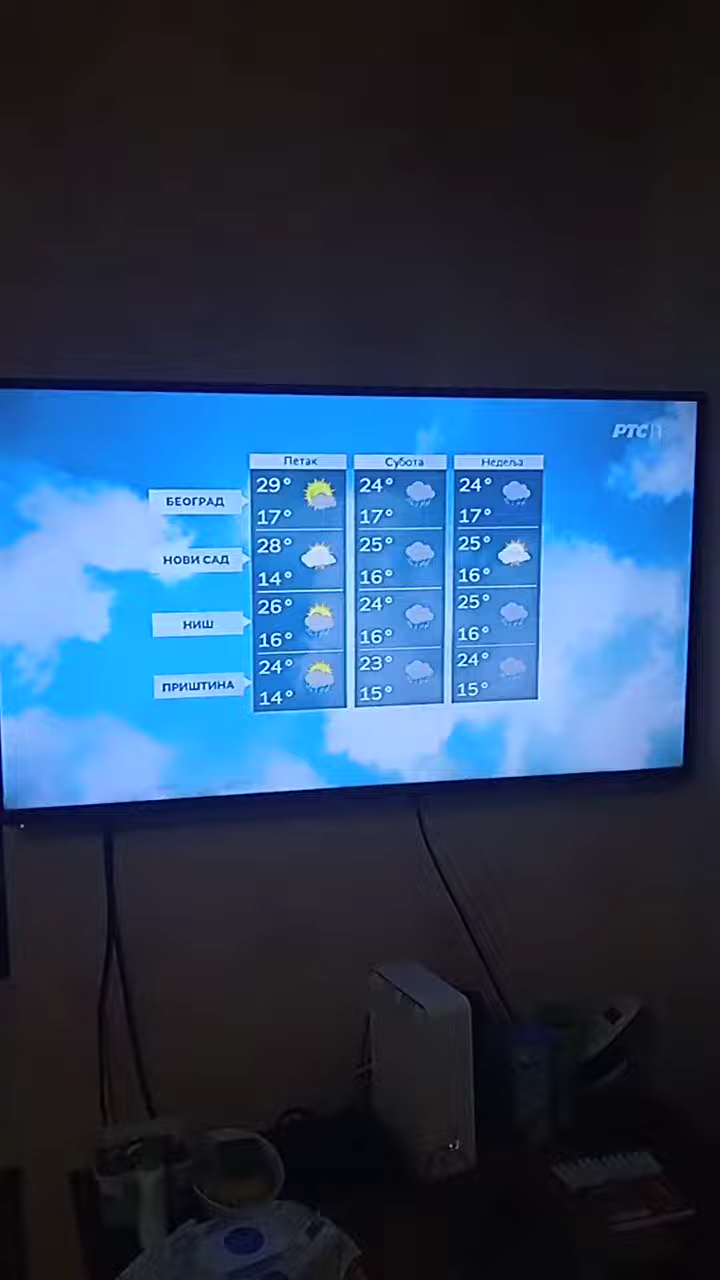 РТС 1
Петак Субота Недеља
БЕОГРАД 29° 24° 24°
17° 17° 17°
НОВИ САД 28° 25° 25°
14° 16° 16°
НИШ 26° 24° 25°
16° 16° 16°
ПРИШТИНА 24° 23° 24°
14° 15° 15°